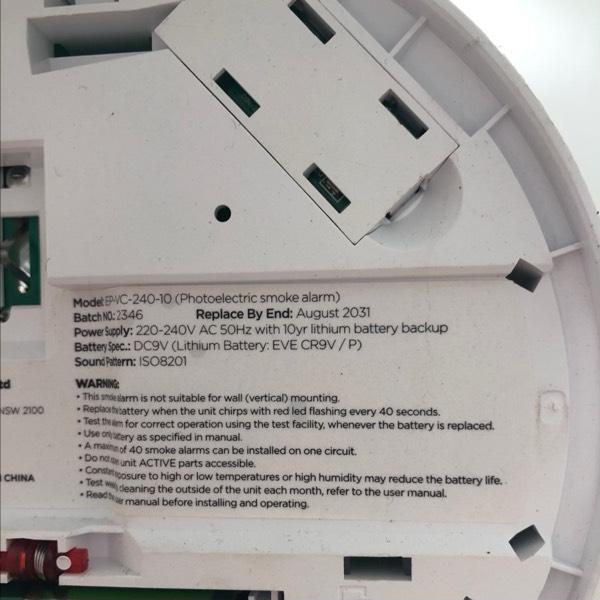 Model: EP-VC-240-10 (Photoelectric smoke alarm)
Batch NO.: 2346 Replace By End: August 2031
Power Supply: 220-240V AC 50Hz with 10yr lithium battery backup
Battery Spec.: DC9V (Lithium Battery: EVE CR9V / P)
Sound Pattern: ISO8201
td
NSW 2100
CHINA
WARNING:
• This smoke alarm is not suitable for wall (vertical) mounting.
• Replace the battery when the unit chirps with red led flashing every 40 seconds.
• Test the alarm for correct operation using the test facility, whenever the battery is replaced.
• Use only battery as specified in manual.
• A maximum of 40 smoke alarms can be installed on one circuit.
• Do not unit ACTIVE parts accessible.
• Constant exposure to high or low temperatures or high humidity may reduce the battery life.
• Test cleaning the outside of the unit each month, refer to the user manual.
• Read manual before installing and operating.